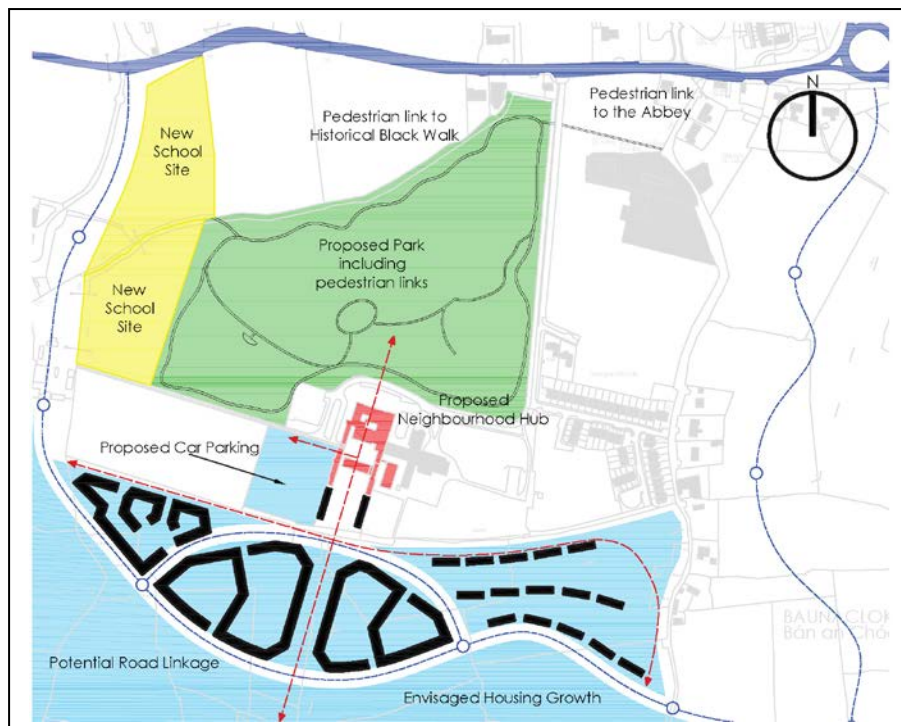 N
Pedestrian link
to the Abbey
Pedestrian link to
Historical Black Walk
New
School
Site
Proposed Park
including
pedestrian links
New
School
Site
Proposed
Neighbourhood Hub
Proposed Car Parking
BAUNACLOK
Bán an
Potential Road Linkage
Envisaged Housing Growth